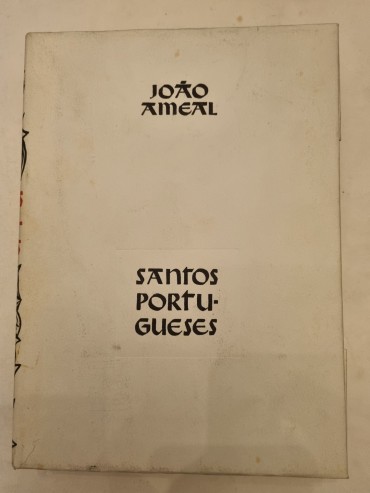 JOÃO
AMEAL
SANTOS
PORTU-
GUESES